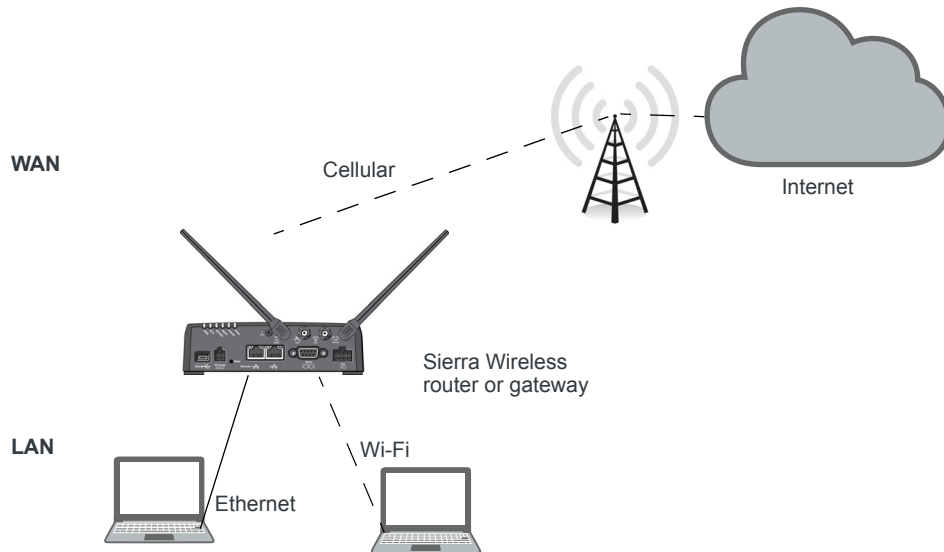 WAN
Cellular
Internet
Sierra Wireless
router or gateway
LAN
Wi-Fi
Ethernet